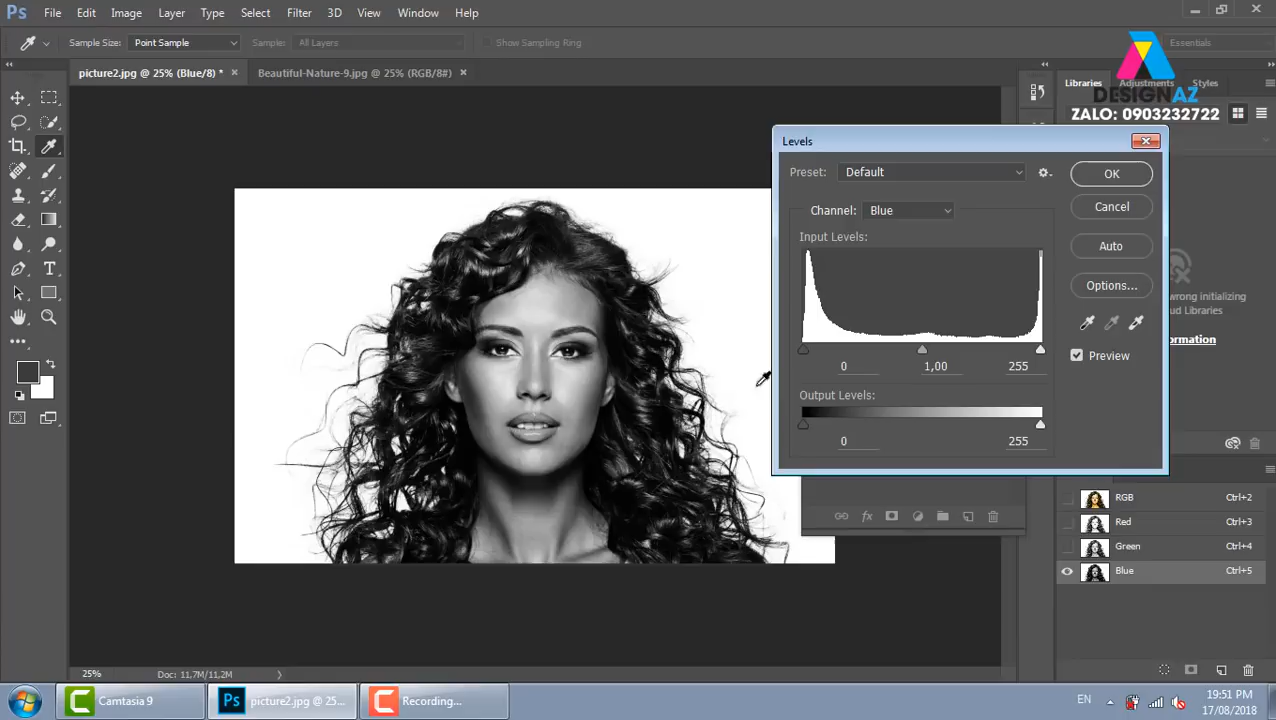 Ps File Edit Image Layer Type Select Filter 3D View Window Help
Sample Size: Point Sample Sample: All Layers Show Sampling Ring Essentials
picture2.jpg @ 25% (Blue/8) * Beautiful-Nature-9.jpg @ 25% (RGB/8#) Libraries Adjustments Styles
DESIGNAZ
ZALO: 0903232722
Levels
Preset: Default OK
Channel: Blue Cancel
Input Levels:
Auto
Options...
wrong initializing
ud Libraries
Preview
0 1,00 255
Output Levels:
0 255
RGB Ctrl+2
Red Ctrl+3
Green Ctrl+4
Blue Ctrl+5
fx
25% Doc: 11,7M/11,2M
Camtasia 9 Ps picture2.jpg @ 25... Recording...
EN 19:51 PM
17/08/2018